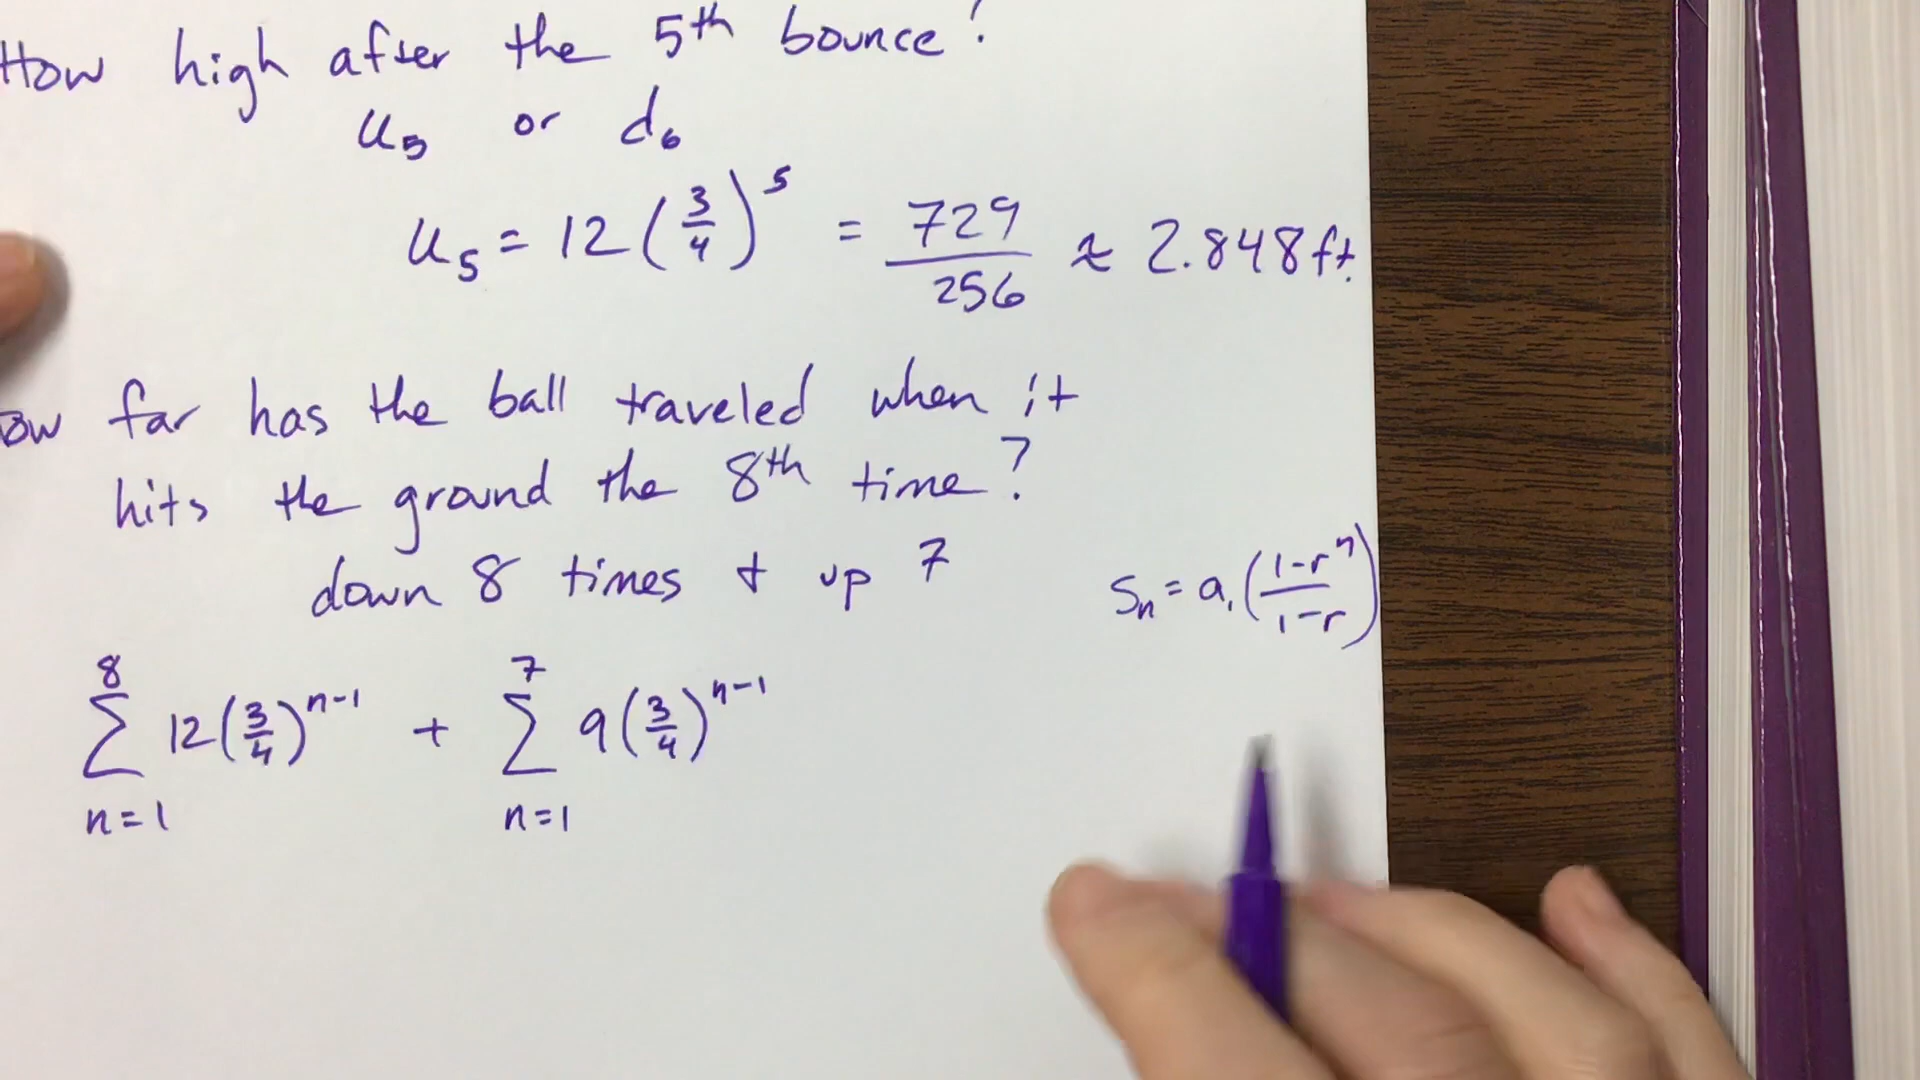 How high after the 5th bounce?
u5 or d6
u5 = 12(3/4)^5 = 729/256 ≈ 2.848ft.
ow far has the ball traveled when it
hits the ground the 8th time?
down 8 times + up 7
Sn = a1((1-r^n)/(1-r))
8 ∑ n=1 12(3/4)^n-1 + 7 ∑ n=1 9(3/4)^n-1